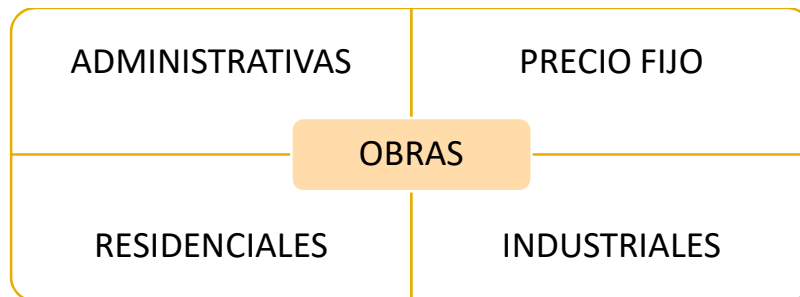 ADMINISTRATIVAS
PRECIO FIJO
OBRAS
RESIDENCIALES
INDUSTRIALES